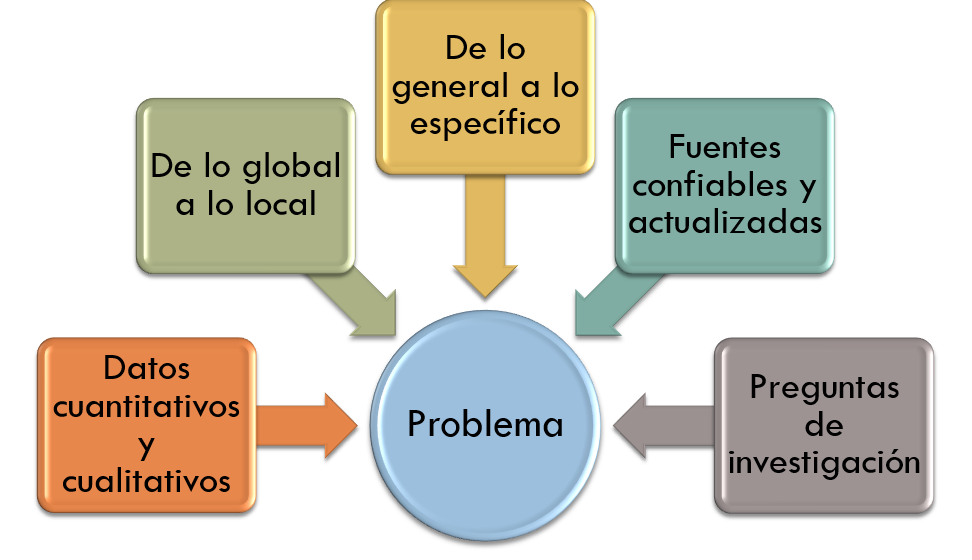 De lo
general a lo
específico
De lo global
a lo local
Fuentes
confiables y
actualizadas
Datos
cuantitativos
y
cualitativos
Problema
Preguntas
de
investigación